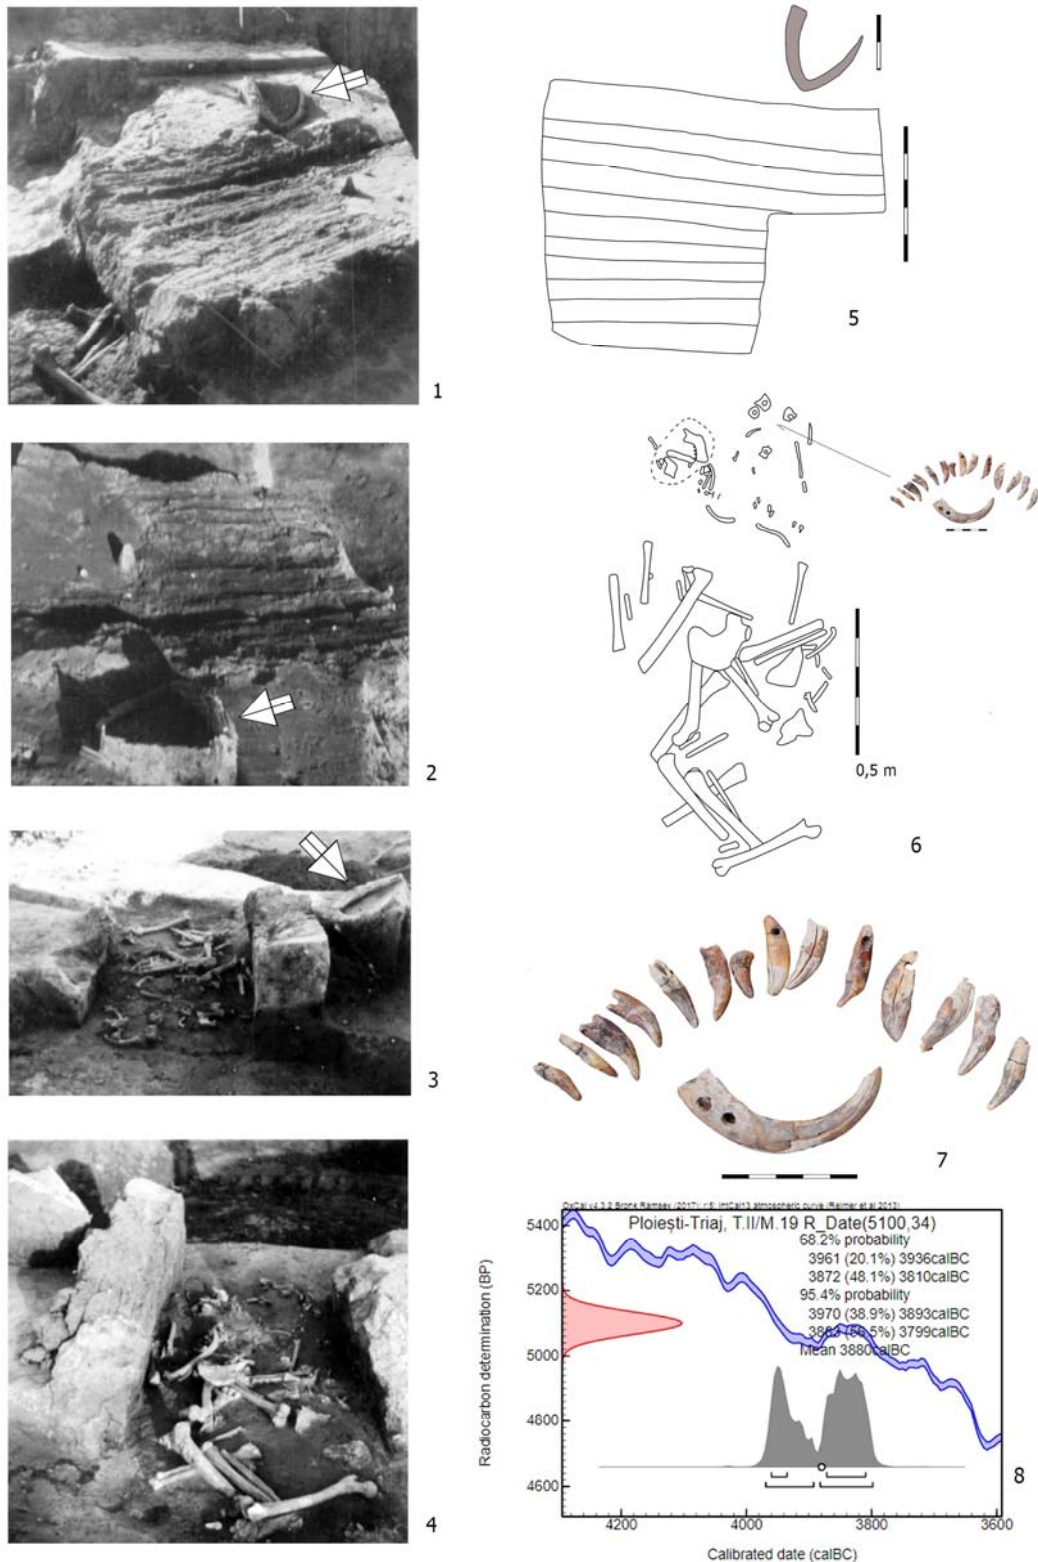 1
2
3
4
5
0,5 m
6
7
OxCal v4.3.2 Bronk Ramsey (2017); r:5; IntCal13 atmospheric curve (Reimer et al 2013)
Ploiești-Triaj, T.II/M.19 R_Date(5100,34)
68.2% probability
3961 (20.1%) 3936calBC
3872 (48.1%) 3810calBC
95.4% probability
3970 (38.9%) 3893calBC
(56.5%) 3799calBC
Mean 3880calBC
Radiocarbon determination (BP)
5400
5200
5000
4800
4600
4200
4000
3800
3600
Calibrated date (calBC)
8